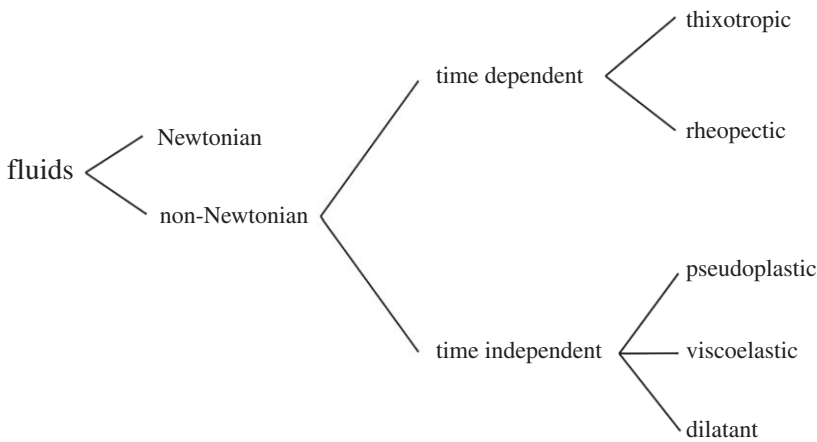 thixotropic
time dependent
rheopectic
Newtonian
fluids
non-Newtonian
pseudoplastic
time independent
viscoelastic
dilatant